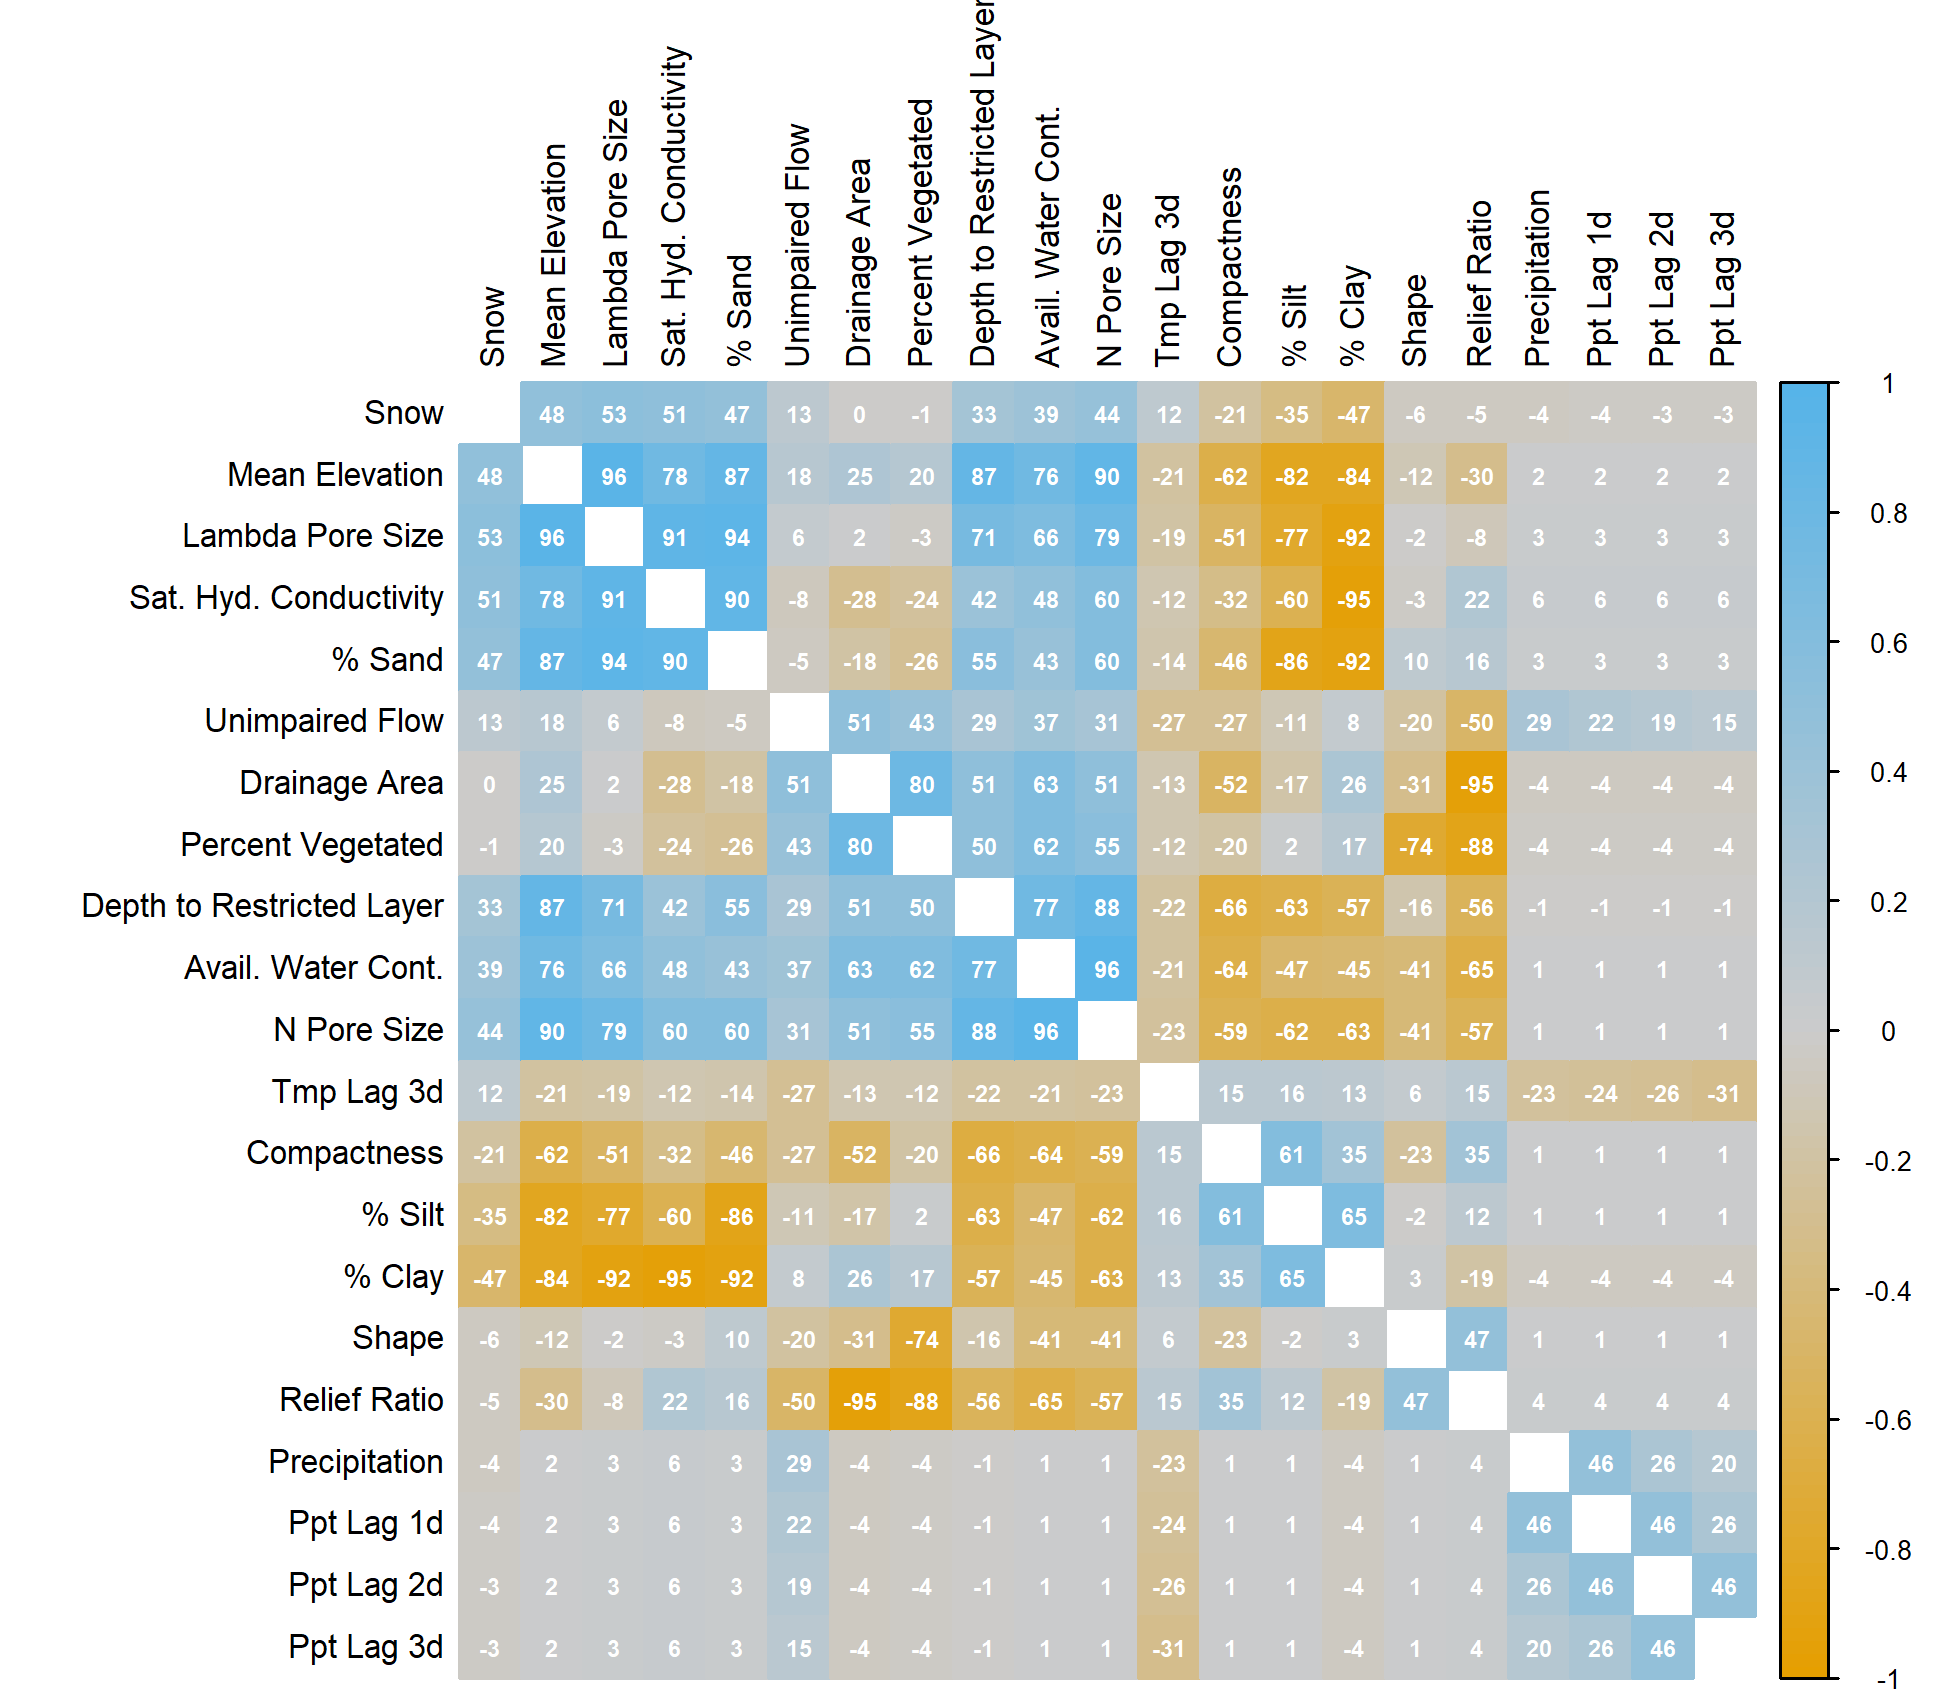 Snow
Mean Elevation
Lambda Pore Size
Sat. Hyd. Conductivity
% Sand
Unimpaired Flow
Drainage Area
Percent Vegetated
Depth to Restricted Layer
Avail. Water Cont.
N Pore Size
Tmp Lag 3d
Compactness
% Silt
% Clay
Shape
Relief Ratio
Precipitation
Ppt Lag 1d
Ppt Lag 2d
Ppt Lag 3d
Snow 48 53 51 47 13 0 -1 33 39 44 12 -21 -35 -47 -6 -5 -4 -4 -3 -3
Mean Elevation 48 96 78 87 18 25 20 87 76 90 -21 -62 -82 -84 -12 -30 2 2 2 2
Lambda Pore Size 53 96 91 94 6 2 -3 71 66 79 -19 -51 -77 -92 -2 -8 3 3 3 3
Sat. Hyd. Conductivity 51 78 91 90 -8 -28 -24 42 48 60 -12 -32 -60 -95 -3 22 6 6 6 6
% Sand 47 87 94 90 -5 -18 -26 55 43 60 -14 -46 -86 -92 10 16 3 3 3 3
Unimpaired Flow 13 18 6 -8 -5 51 43 29 37 31 -27 -27 -11 8 -20 -50 29 22 19 15
Drainage Area 0 25 2 -28 -18 51 80 51 63 51 -13 -52 -17 26 -31 -95 -4 -4 -4 -4
Percent Vegetated -1 20 -3 -24 -26 43 80 50 62 55 -12 -20 2 17 -74 -88 -4 -4 -4 -4
Depth to Restricted Layer 33 87 71 42 55 29 51 50 77 88 -22 -66 -63 -57 -16 -56 -1 -1 -1 -1
Avail. Water Cont. 39 76 66 48 43 37 63 62 77 96 -21 -64 -47 -45 -41 -65 1 1 1 1
N Pore Size 44 90 79 60 60 31 51 55 88 96 -23 -59 -62 -63 -41 -57 1 1 1 1
Tmp Lag 3d 12 -21 -19 -12 -14 -27 -13 -12 -22 -21 -23 15 16 13 6 15 -23 -24 -26 -31
Compactness -21 -62 -51 -32 -46 -27 -52 -20 -66 -64 -59 15 61 35 -23 35 1 1 1 1
% Silt -35 -82 -77 -60 -86 -11 -17 2 -63 -47 -62 16 61 65 -2 12 1 1 1 1
% Clay -47 -84 -92 -95 -92 8 26 17 -57 -45 -63 13 35 65 3 -19 -4 -4 -4 -4
Shape -6 -12 -2 -3 10 -20 -31 -74 -16 -41 -41 6 -23 -2 3 47 1 1 1 1
Relief Ratio -5 -30 -8 22 16 -50 -95 -88 -56 -65 -57 15 35 12 -19 47 4 4 4 4
Precipitation -4 2 3 6 3 29 -4 -4 -1 1 1 -23 1 1 -4 1 4 46 26 20
Ppt Lag 1d -4 2 3 6 3 22 -4 -4 -1 1 1 -24 1 1 -4 1 4 46 46 26
Ppt Lag 2d -3 2 3 6 3 19 -4 -4 -1 1 1 -26 1 1 -4 1 4 26 46 46
Ppt Lag 3d -3 2 3 6 3 15 -4 -4 -1 1 1 -31 1 1 -4 1 4 20 26 46
1
0.8
0.6
0.4
0.2
0
-0.2
-0.4
-0.6
-0.8
-1